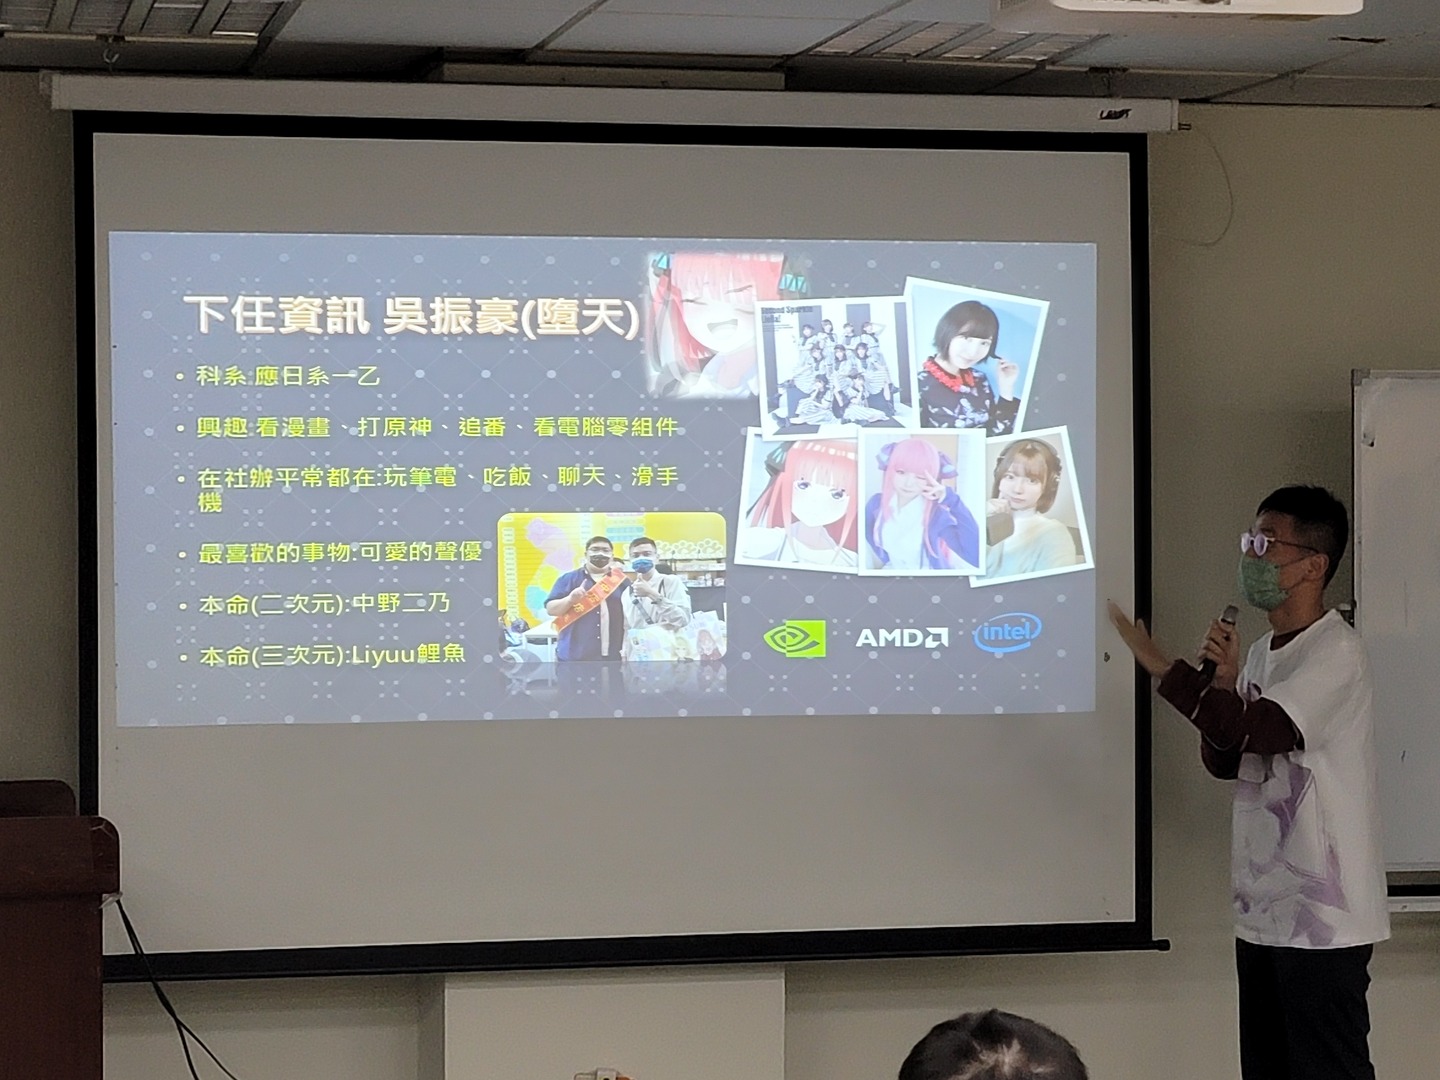 下任資訊 吳振豪(墮天)
科系:應日系一乙
興趣:看漫畫、打原神、追番、看電腦零組件
在社辦平常都在:玩筆電、吃飯、聊天、滑手
機
最喜歡的事物:可愛的聲優
本命(二次元):中野二乃
本命(三次元):Liyuu鯉魚
AMD
intel